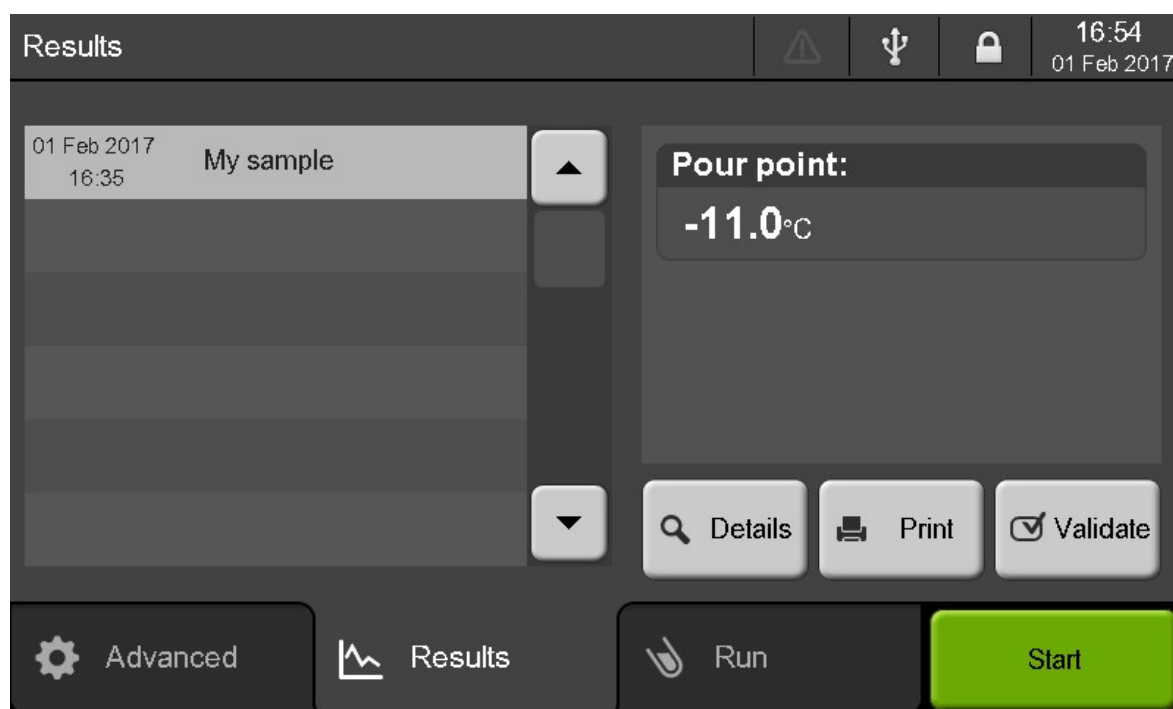 Results
16:54
01 Feb 2017
01 Feb 2017
16:35
My sample
Pour point:
-11.0°C
Details
Print
Validate
Advanced
Results
Run
Start